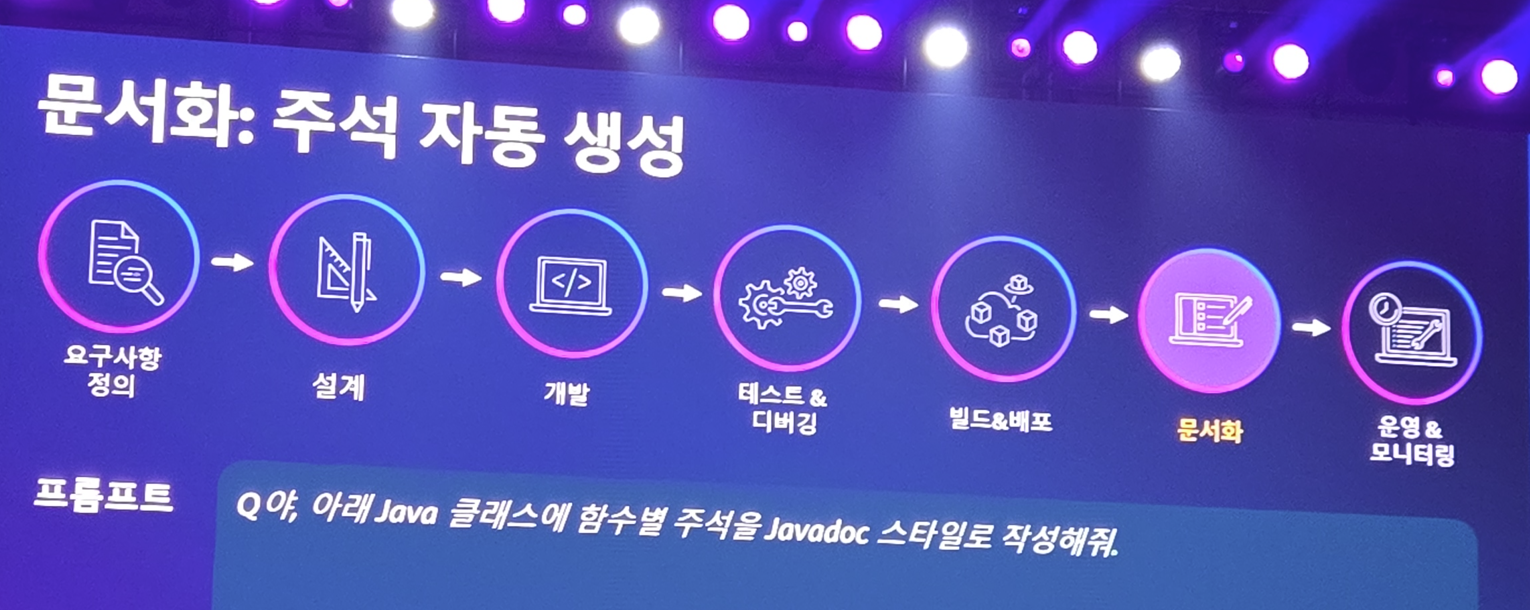 문서화: 주석 자동 생성
요구사항
정의
설계
</>
개발
테스트 &
디버깅
빌드&배포
문서화
운영 &
모니터링
프롬프트
Q야, 아래 Java 클래스에 함수별 주석을 Javadoc 스타일로 작성해줘.